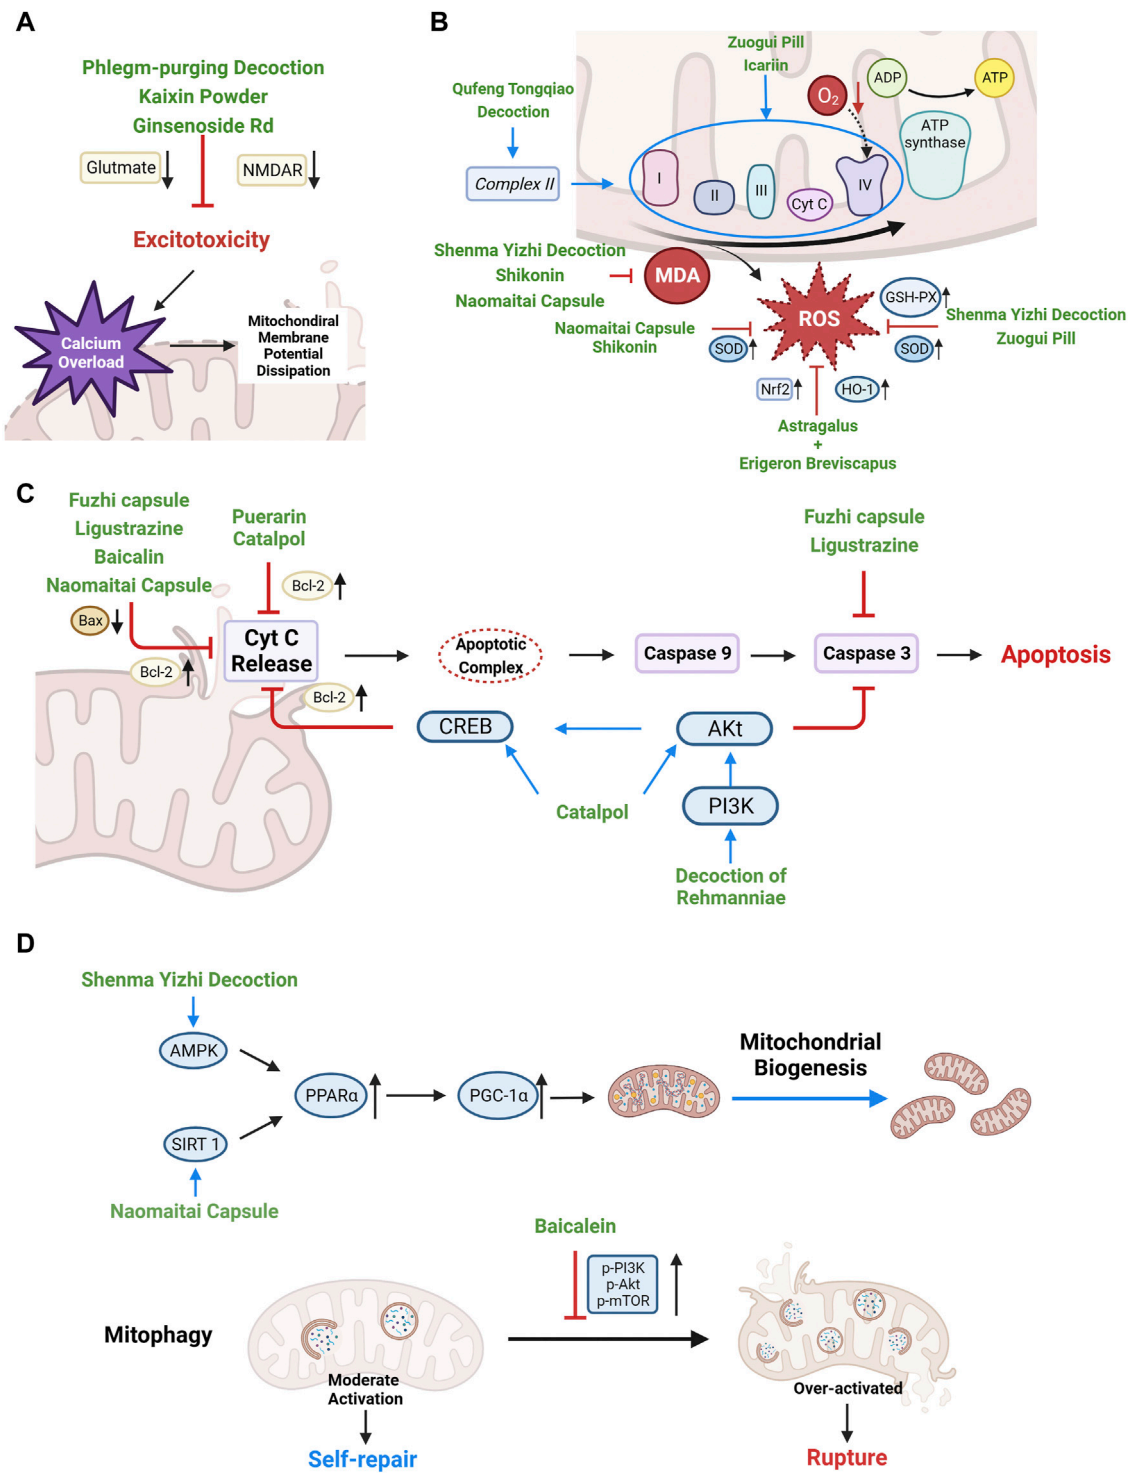 A
Phlegm-purging Decoction
Kaixin Powder
Ginsenoside Rd
Glutmate
NMDAR
Excitotoxicity
Calcium
Overload
Mitochondiral
Membrane
Potential
Dissipation
B
Zuogui Pill
Icariin
Qufeng Tongqiao
Decoction
Complex II
O2
ADP
ATP
ATP
synthase
I
II
III
Cyt C
IV
Shenma Yizhi Decoction
Shikonin
Naomaitai Capsule
MDA
ROS
GSH-PX
Shenma Yizhi Decoction
Zuogui Pill
SOD
Naomaitai Capsule
Shikonin
SOD
Nrf2
HO-1
Astragalus
+
Erigeron Breviscapus
C
Fuzhi capsule
Ligustrazine
Baicalin
Naomaitai Capsule
Puerarin
Catalpol
Bcl-2
Bax
Bcl-2
Cyt C
Release
Bcl-2
Apoptotic
Complex
Caspase 9
Fuzhi capsule
Ligustrazine
Caspase 3
Apoptosis
CREB
AKt
Catalpol
PI3K
Decoction of
Rehmanniae
D
Shenma Yizhi Decoction
AMPK
PPARα
PGC-1α
Mitochondrial
Biogenesis
SIRT 1
Naomaitai Capsule
Baicalein
p-PI3K
p-Akt
p-mTOR
Mitophagy
Moderate
Activation
Over-activated
Self-repair
Rupture